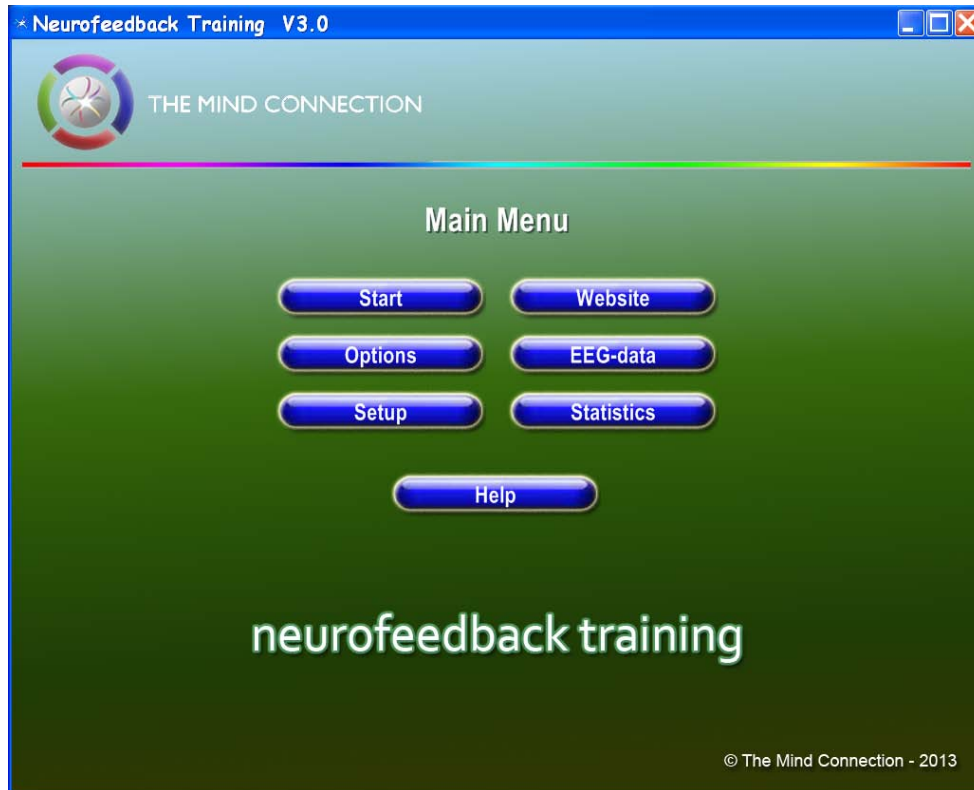 Neurofeedback Training V3.0
THE MIND CONNECTION
Main Menu
Start
Website
Options
EEG-data
Setup
Statistics
Help
neurofeedback training
© The Mind Connection - 2013